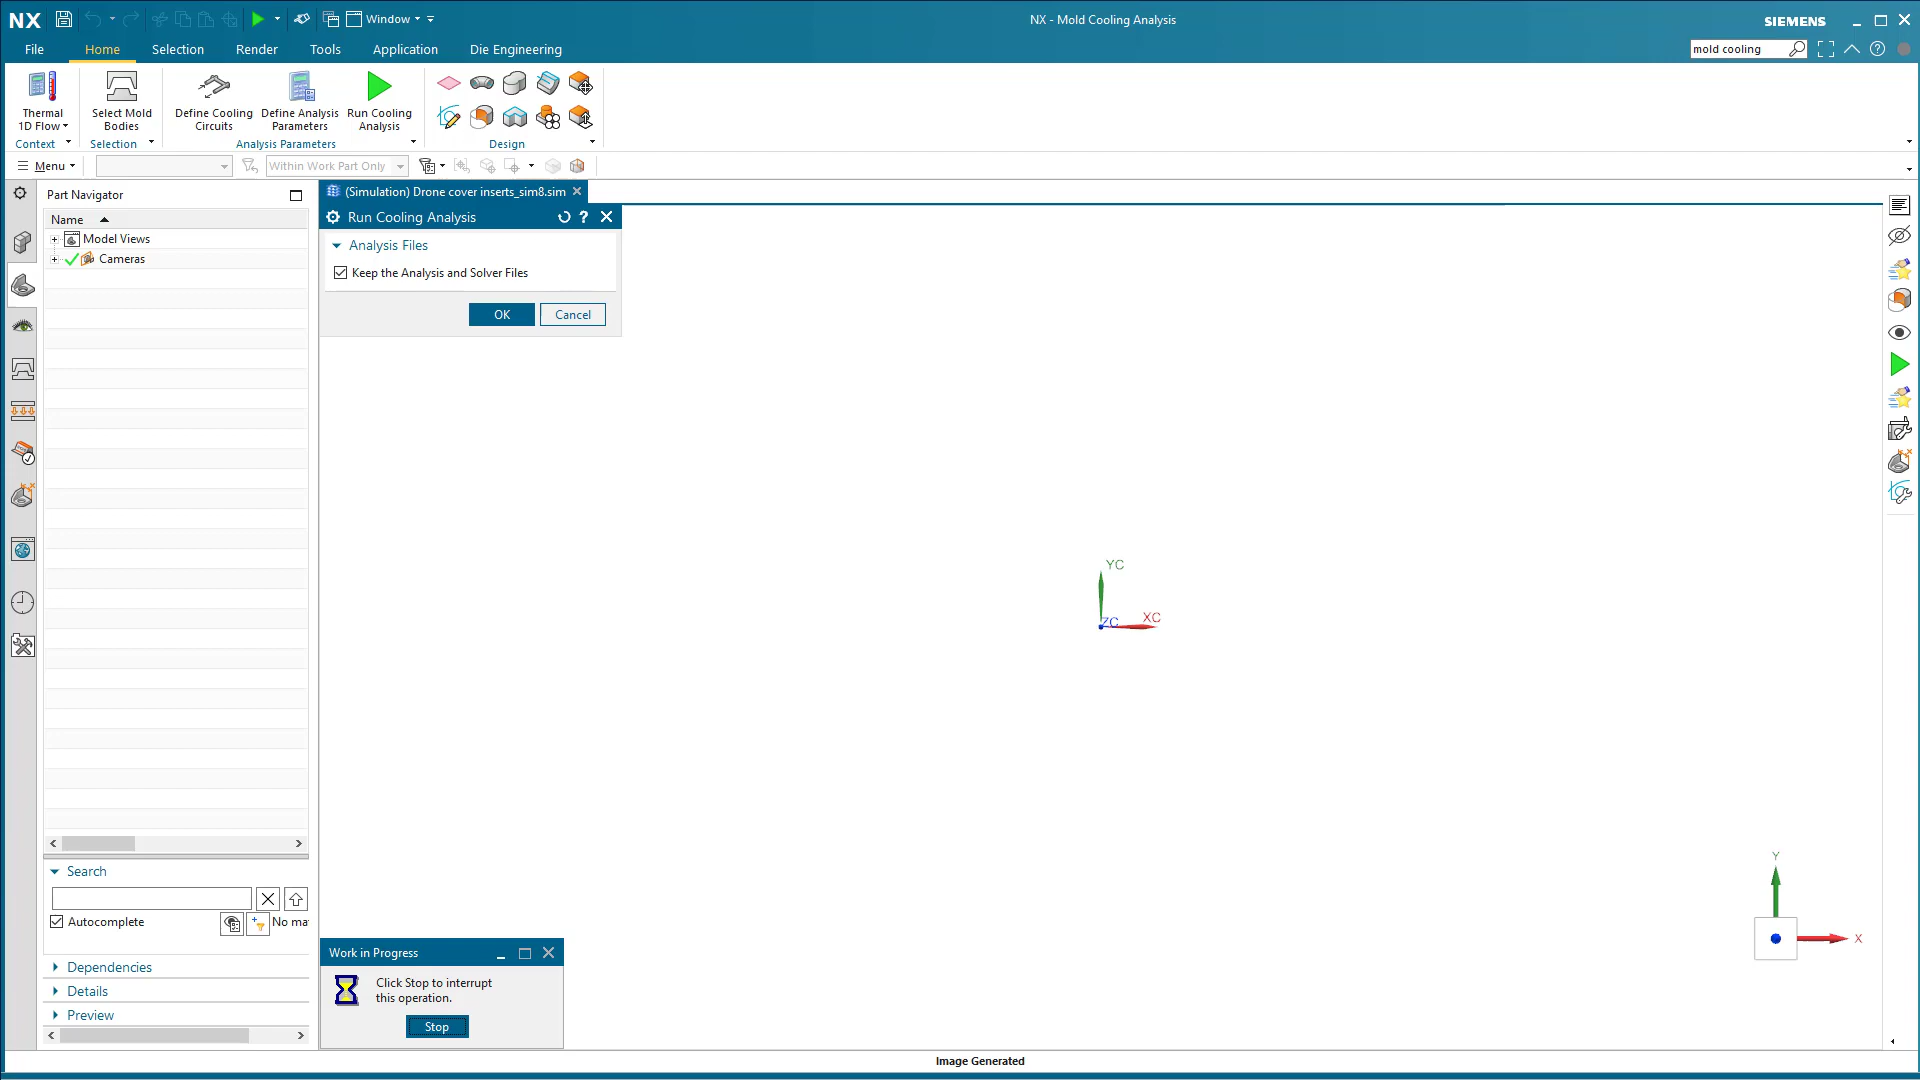 NX
Window
NX - Mold Cooling Analysis
SIEMENS
File
Home
Selection
Render
Tools
Application
Die Engineering
mold cooling
Thermal
1D Flow
Select Mold
Bodies
Define Cooling
Circuits
Define Analysis
Parameters
Run Cooling
Analysis
Context
Selection
Analysis Parameters
Design
Menu
Within Work Part Only
Part Navigator
(Simulation) Drone cover inserts_sim8.sim
Name
Model Views
Cameras
Run Cooling Analysis
Analysis Files
Keep the Analysis and Solver Files
OK
Cancel
YC
XC
ZC
Y
X
Search
Autocomplete
No ma
Dependencies
Details
Preview
Work in Progress
Click Stop to interrupt
this operation.
Stop
Image Generated